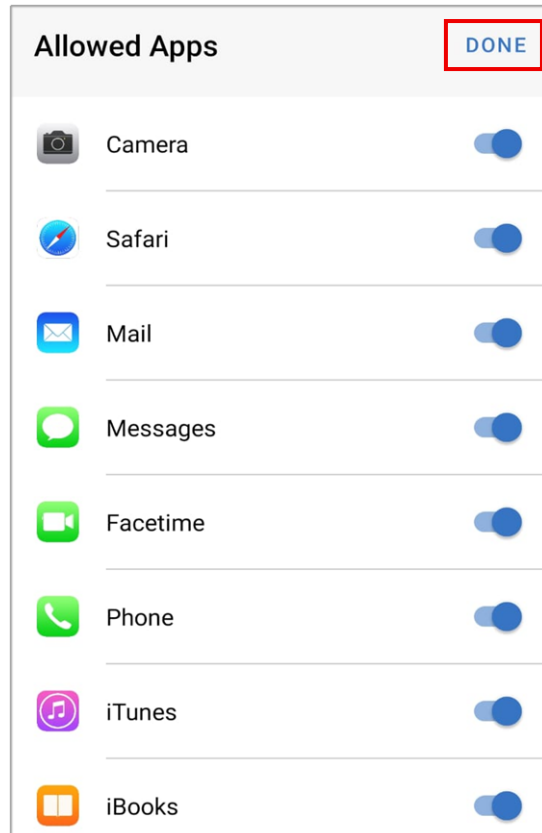 Allowed Apps DONE
Camera
Safari
Mail
Messages
Facetime
Phone
iTunes
iBooks